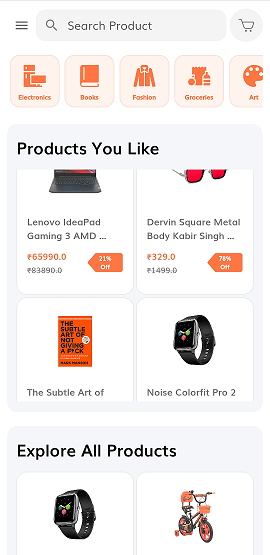 Search Product
Electronics
Books
Fashion
Groceries
Art
Products You Like
Lenovo IdeaPad
Gaming 3 AMD ...
₹65990.0
₹83890.0
21%
Off
Dervin Square Metal
Body Kabir Singh ...
₹329.0
₹1499.0
78%
Off
THE
SUBTLE
ART OF
NOT
GIVING
A F*CK
MARK MANSON
The Subtle Art of
Noise Colorfit Pro 2
Explore All Products